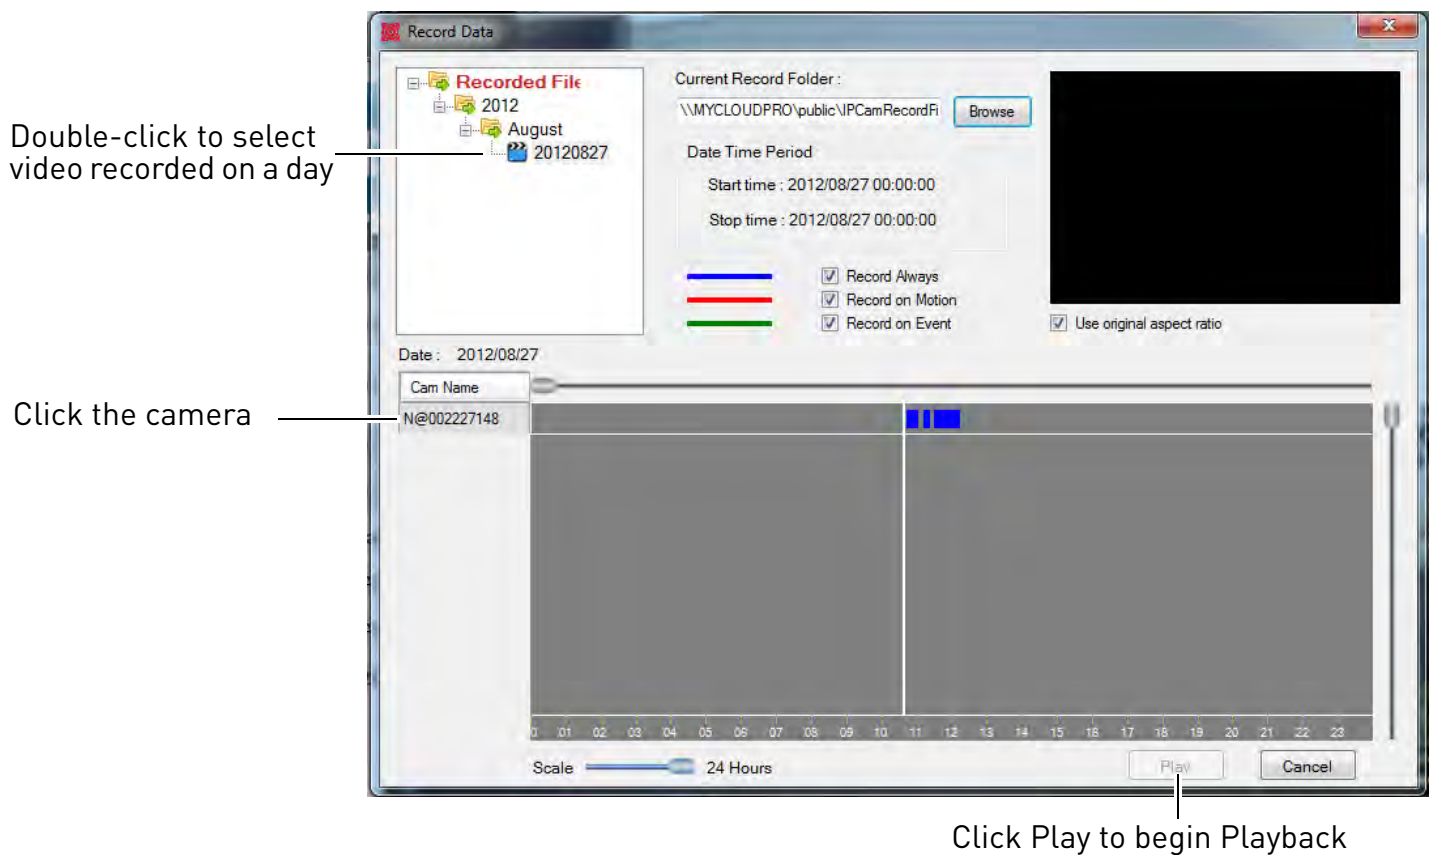 Record Data
Recorded File
2012
August
20120827
Current Record Folder :
\\MYCLOUDPRO\public\IPCamRecordFi
Browse
Date Time Period
Start time : 2012/08/27 00:00:00
Stop time : 2012/08/27 00:00:00
Record Always
Record on Motion
Record on Event
Use original aspect ratio
Double-click to select
video recorded on a day
Date : 2012/08/27
Cam Name
N@002227148
Click the camera
0 01 02 03 04 05 06 07 08 09 10 11 12 13 14 15 16 17 18 19 20 21 22 23
Scale 24 Hours
Play
Cancel
Click Play to begin Playback